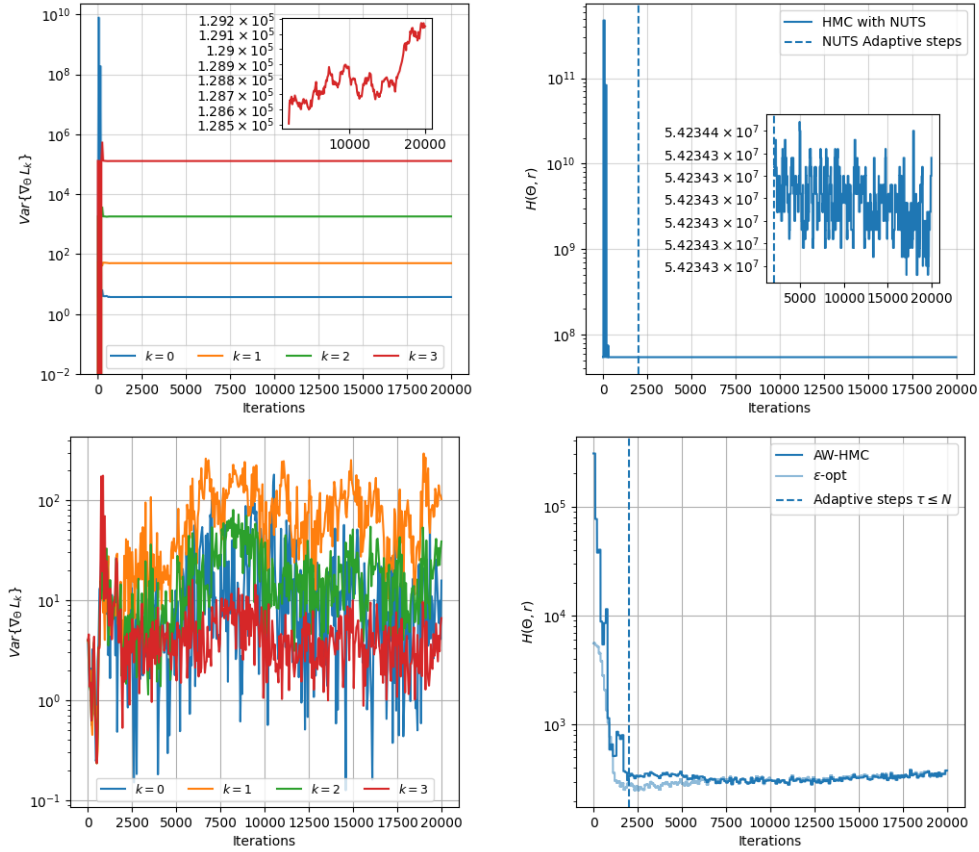 10^10
10^8
10^6
10^4
10^2
10^0
10^−2
Var{∇_Θ L_k}
1.292 × 10^5
1.291 × 10^5
1.29 × 10^5
1.289 × 10^5
1.288 × 10^5
1.287 × 10^5
1.286 × 10^5
1.285 × 10^5
10000 20000
k = 0 k = 1 k = 2 k = 3
0 2500 5000 7500 10000 12500 15000 17500 20000
Iterations
10^11
10^10
10^9
10^8
H(Θ, r)
HMC with NUTS
NUTS Adaptive steps
5.42344 × 10^7
5.42343 × 10^7
5.42343 × 10^7
5.42343 × 10^7
5.42343 × 10^7
5.42343 × 10^7
5.42343 × 10^7
5000 10000 15000 20000
0 2500 5000 7500 10000 12500 15000 17500 20000
Iterations
10^2
10^1
10^0
10^−1
Var{∇_Θ L_k}
k = 0 k = 1 k = 2 k = 3
0 2500 5000 7500 10000 12500 15000 17500 20000
Iterations
10^5
10^4
10^3
H(Θ, r)
AW-HMC
ε-opt
Adaptive steps τ ≤ N
0 2500 5000 7500 10000 12500 15000 17500 20000
Iterations